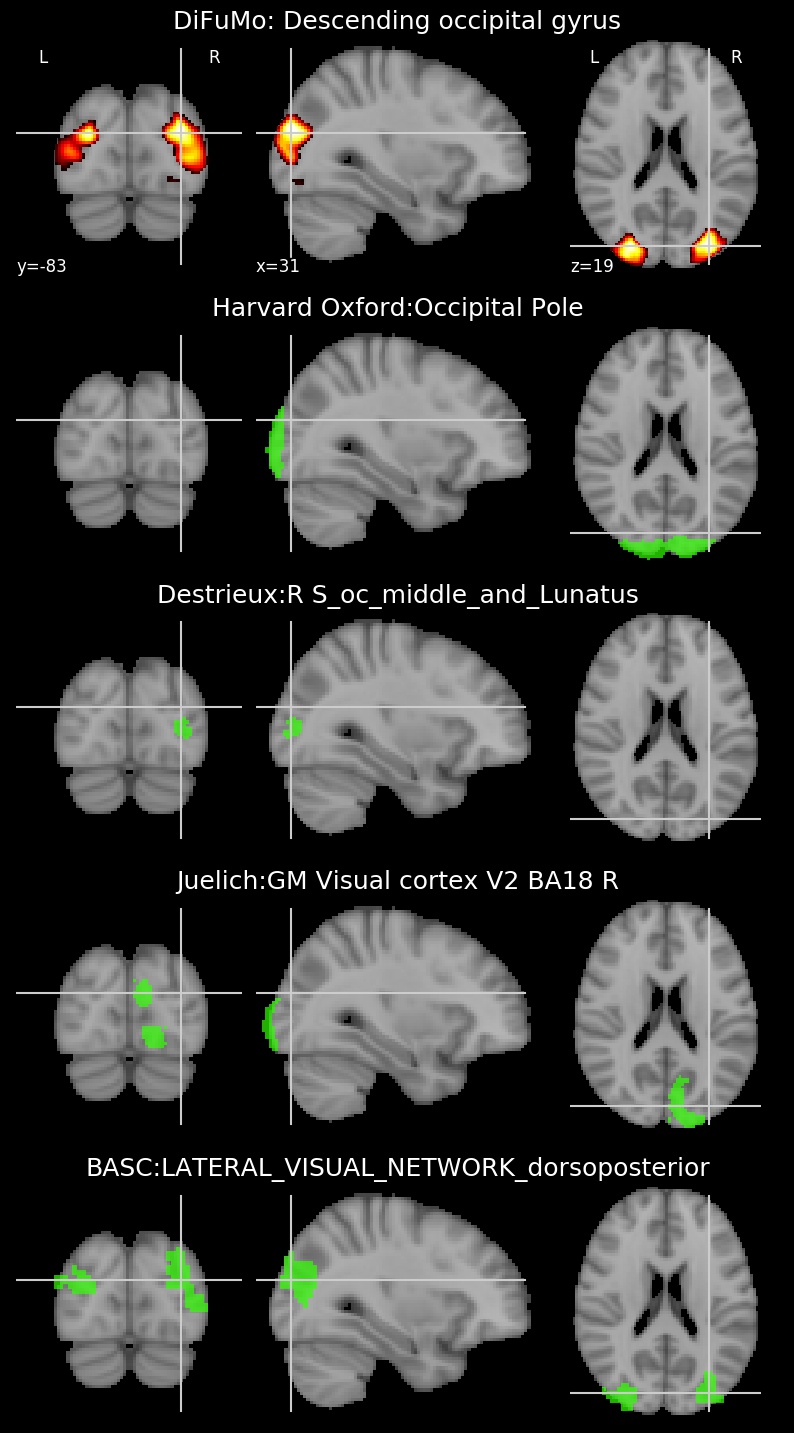 DiFuMo: Descending occipital gyrus
L R L R
y=-83 x=31 z=19
Harvard Oxford:Occipital Pole
Destrieux:R S_oc_middle_and_Lunatus
Juelich:GM Visual cortex V2 BA18 R
BASC:LATERAL_VISUAL_NETWORK_dorsoposterior